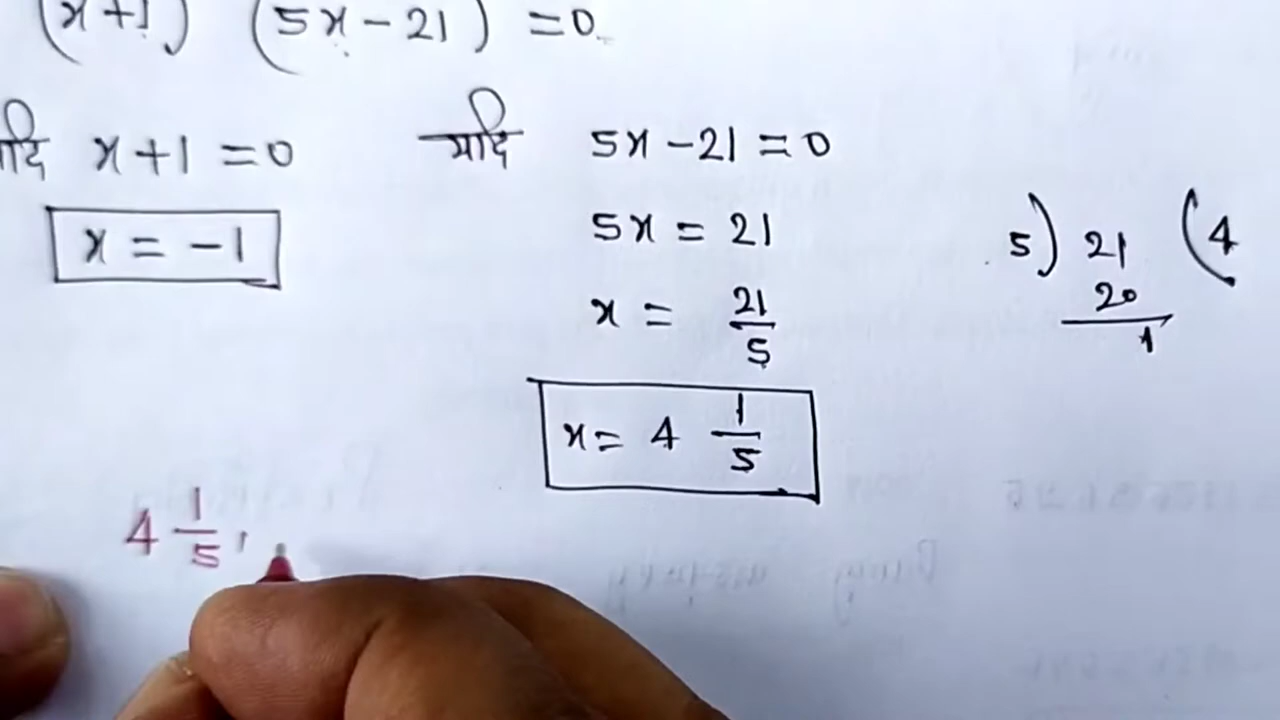 (x+1) (5x-21) =0
यदि x+1=0
x = -1
यदि 5x-21=0
5x = 21
x = 21/5
x= 4 1/5
5) 21 (4
20
1
4 1/5,